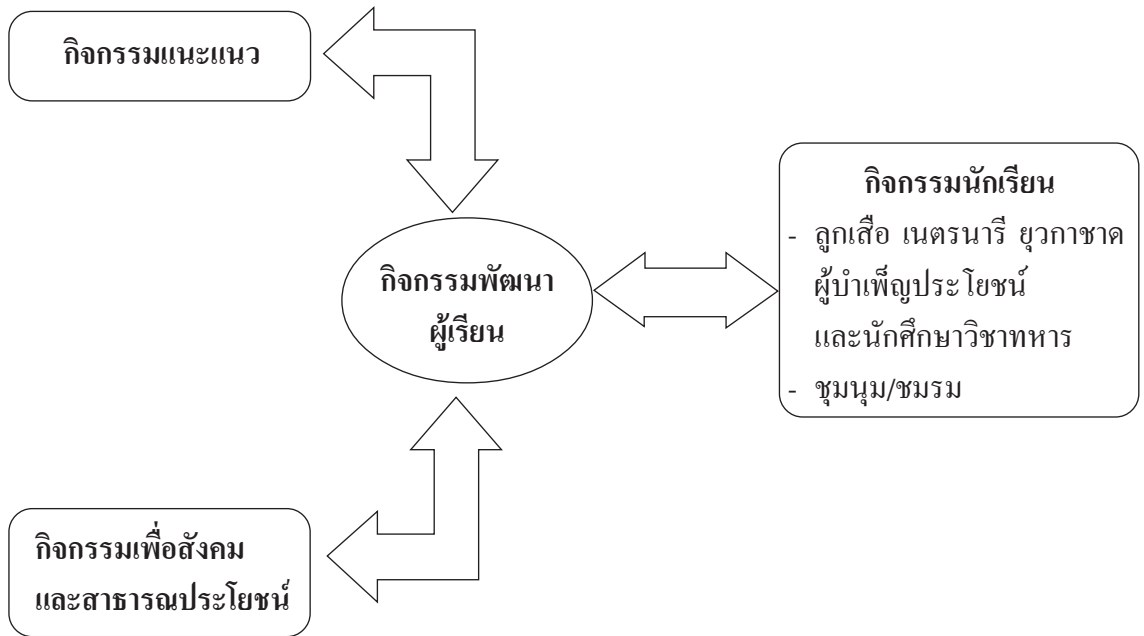 กิจกรรมแนะแนว
กิจกรรมนักเรียน
- ลูกเสือ เนตรนารี ยุวกาชาด
ผู้บำเพ็ญประโยชน์
และนักศึกษาวิชาทหาร
- ชุมนุม/ชมรม
กิจกรรมพัฒนา
ผู้เรียน
กิจกรรมเพื่อสังคม
และสาธารณประโยชน์